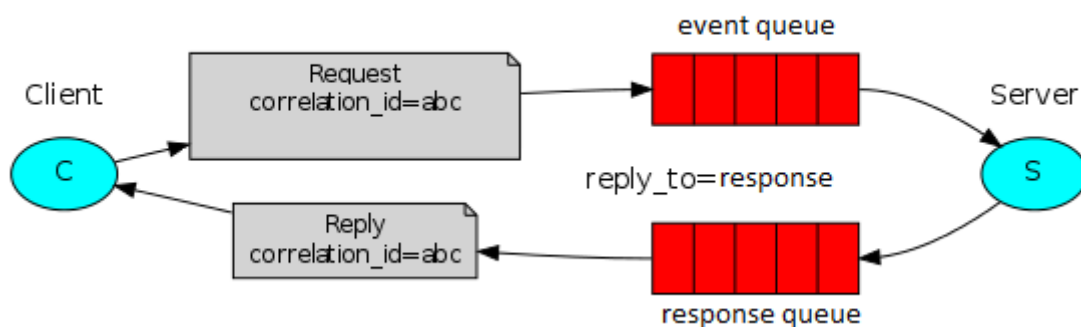 event queue
Request
correlation_id=abc
Client
Server
C
S
reply_to=response
Reply
correlation_id=abc
response queue